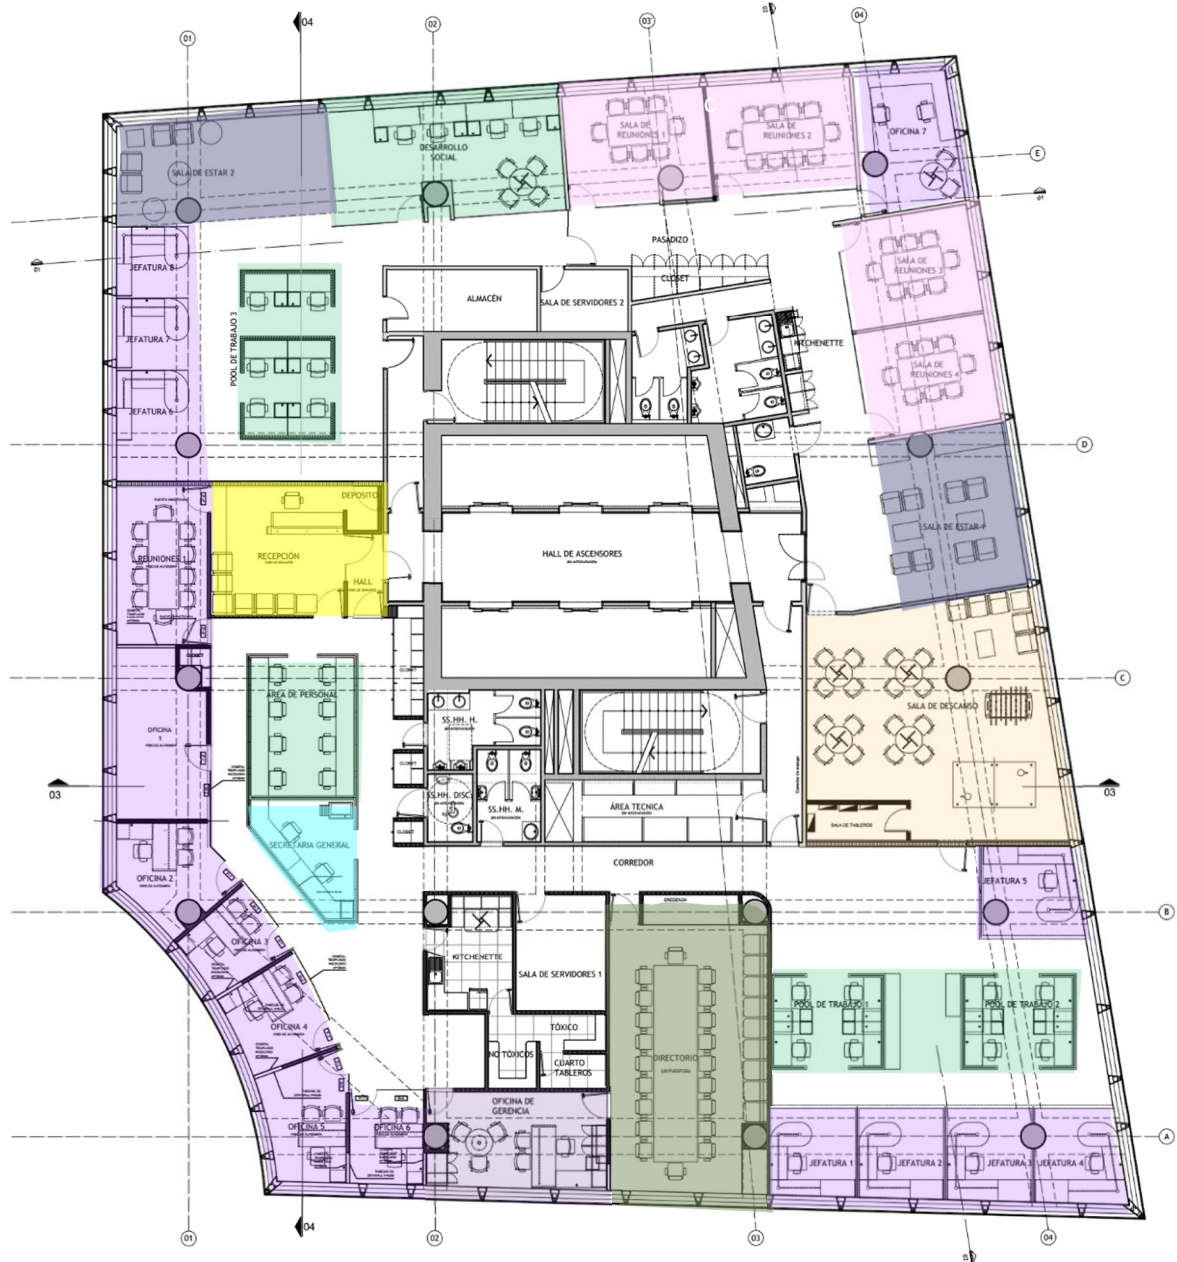 04
02
03'
04
01
C
SALA DE
REUNIONES 1
SALA DE
REUNIONES 2
OFICINA 7
DESARROLLO
SOCIAL
E
SALA DE ESTAR 2
01
01
PASADIZO
JEFATURA 8
CLOSET
SALA DE
REUNIONES 3
ALMACÉN
SALA DE SERVIDORES 2
JEFATURA 7
POOL DE TRABAJO 3
KITCHENETTE
SALA DE
REUNIONES 4
JEFATURA 6
D
DEPOSITO
SALA DE ESTAR 1
REUNIONES 1
RECEPCIÓN
HALL DE ASCENSORES
HALL
CLOSET
CLOSET
C
ÁREA DE PERSONAL
SALA DE DESCANSO
SS.HH. H.
OFICINA
1
CLOSET
03
03
SS.HH. DISC.
SS.HH. M.
ÁREA TECNICA
SALA DE TABLEROS
CLOSET
SECRETARIA GENERAL
CORREDOR
OFICINA 2
JEFATURA 5
CREDENZA
B
OFICINA 3
KITCHENETTE
SALA DE SERVIDORES 1
POOL DE TRABAJO 1
POOL DE TRABAJO 2
OFICINA 4
TÓXICO
NO TÓXICOS
CUARTO
TABLEROS
DIRECTORIO
OFICINA DE
GERENCIA
OFICINA 5
OFICINA 6
A
JEFATURA 1
JEFATURA 2
JEFATURA 3
JEFATURA 4
04
01
02
03
04